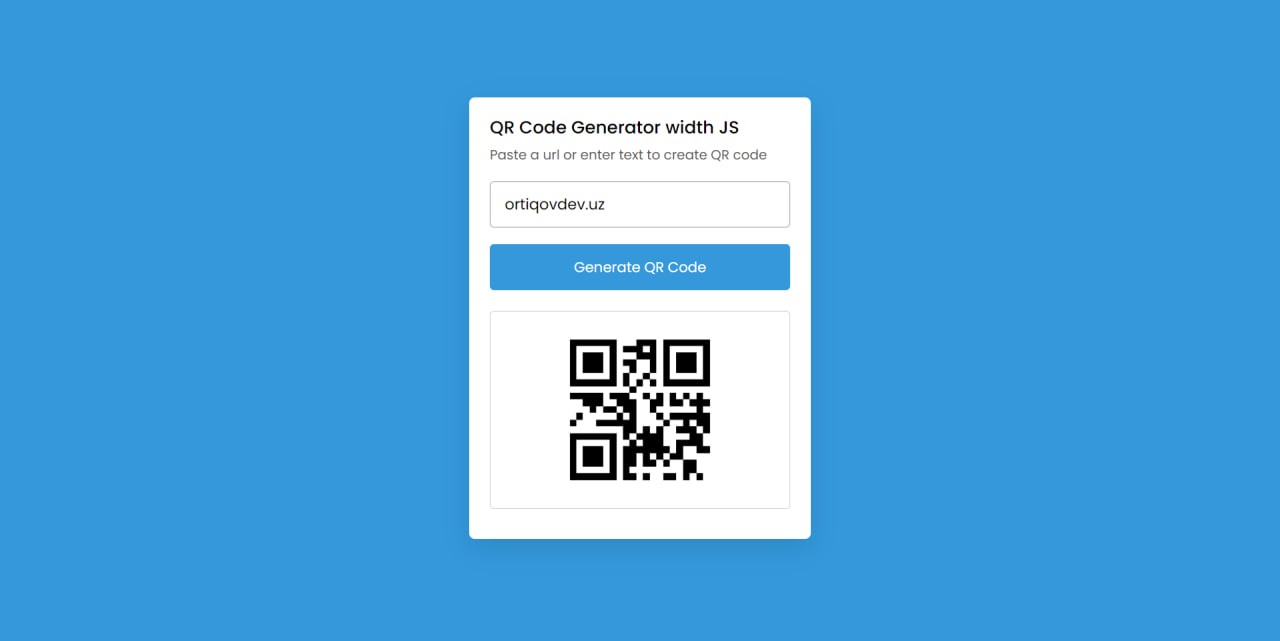 QR Code Generator width JS
Paste a url or enter text to create QR code
ortiqovdev.uz
Generate QR Code